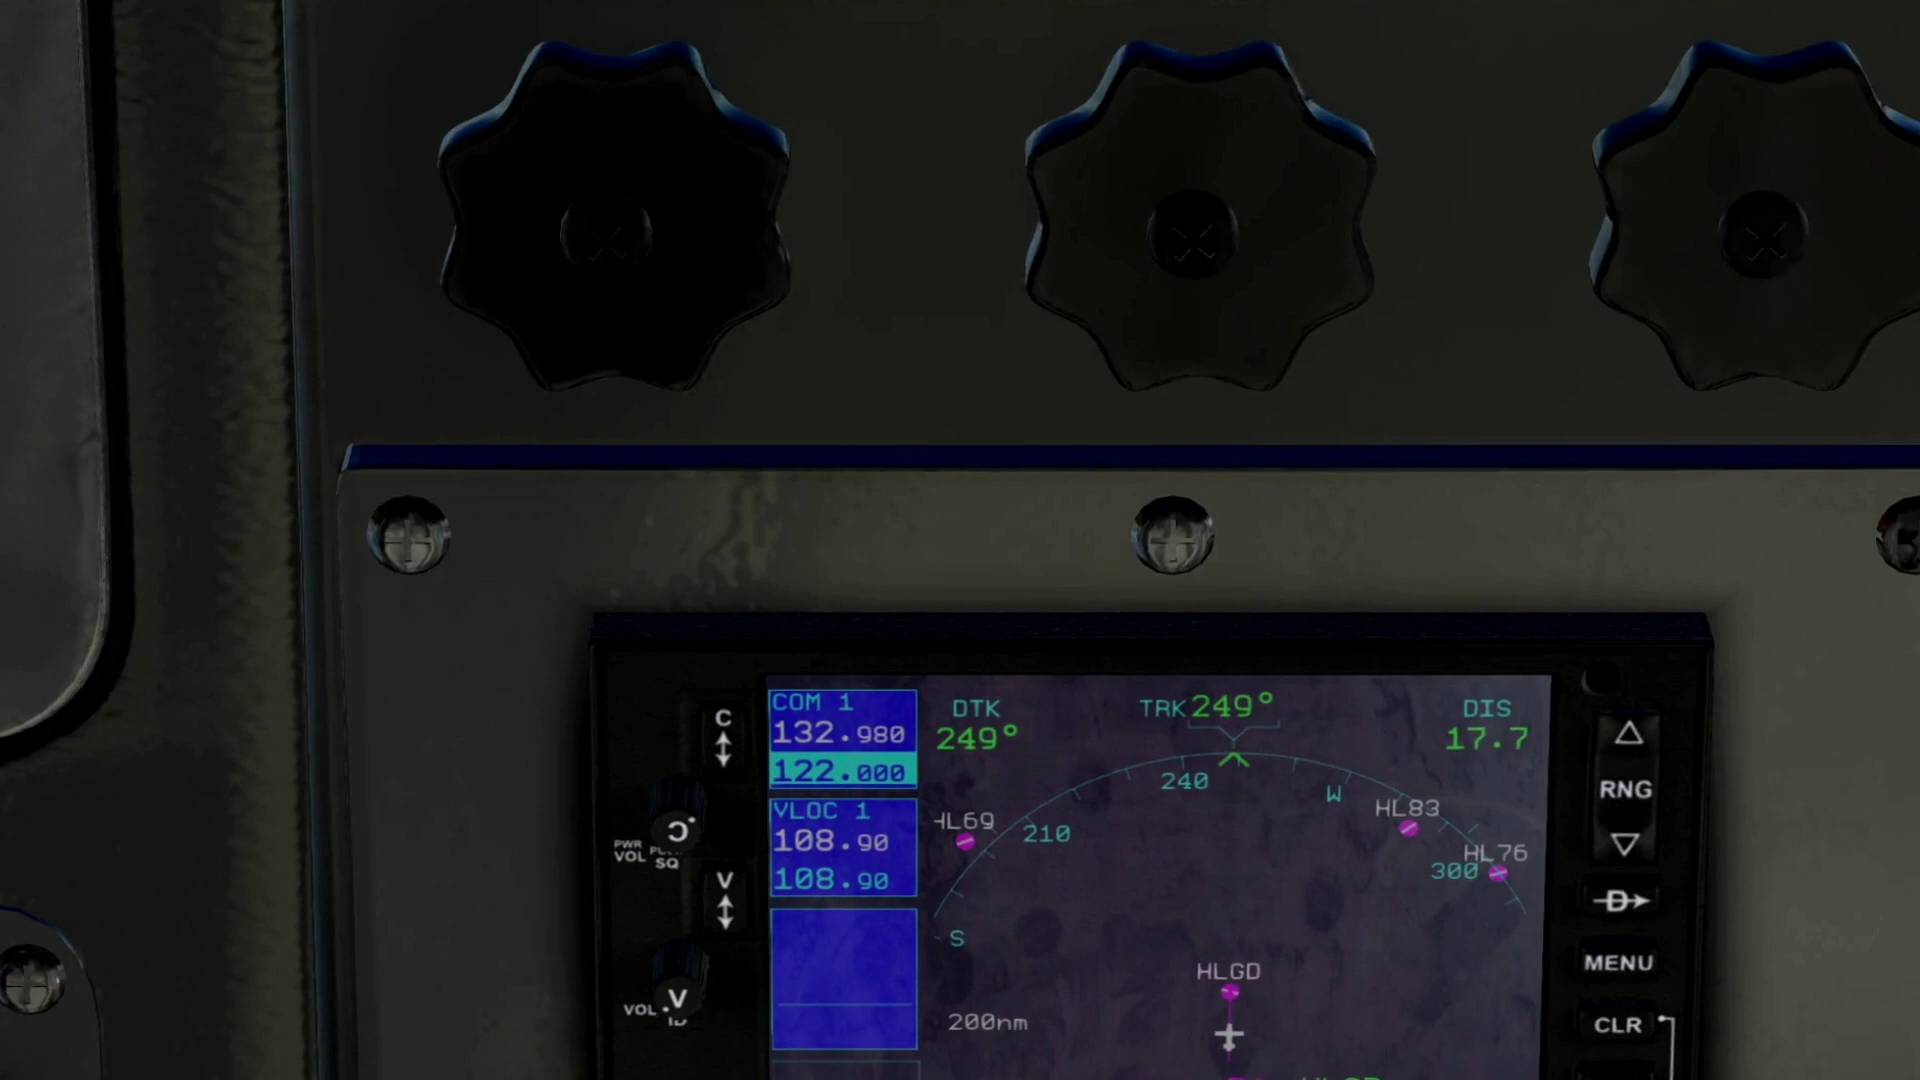 C
COM 1
132.980
122.000
DTK
249°
TRK 249°
DIS
17.7
RNG
240
W
210
300
S
HL83
HL76
VLOC 1
108.90
108.90
PWR
VOL
SQ
C
V
D
MENU
HLGD
VOL
V
ID
200nm
CLR